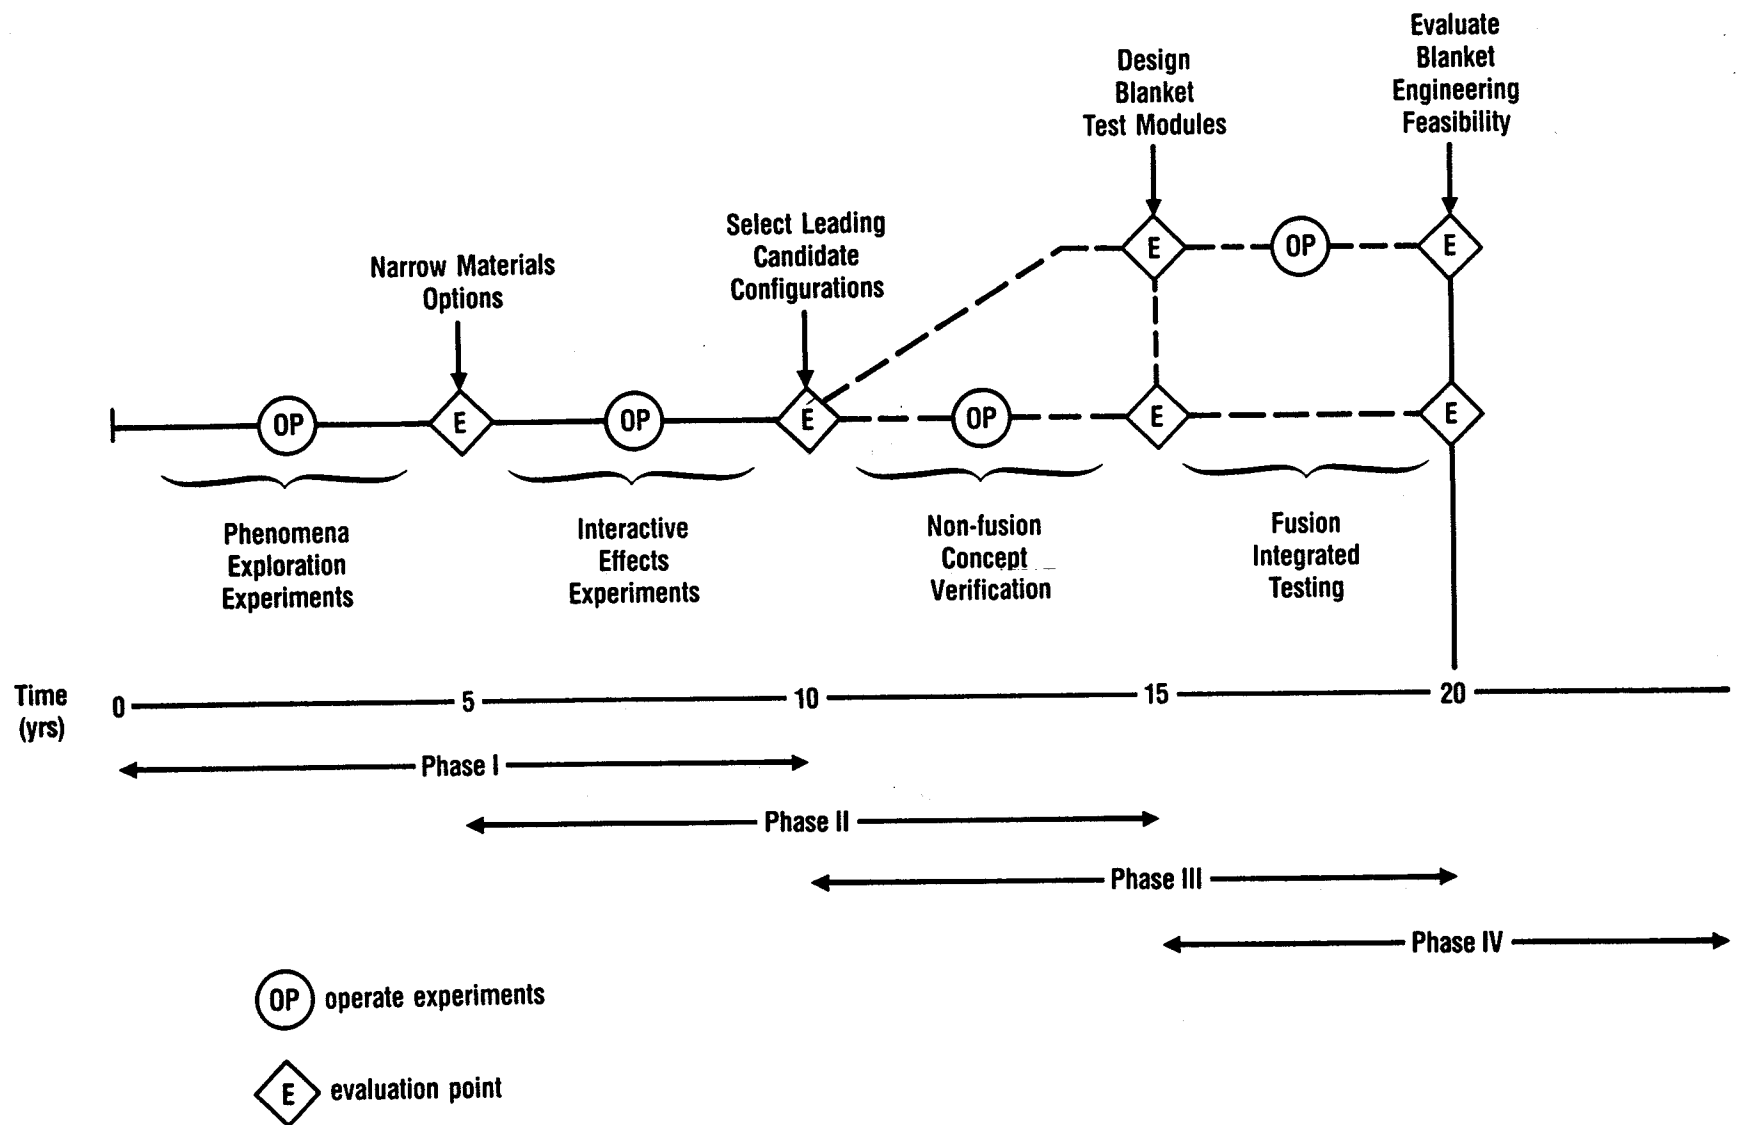 Evaluate
Blanket
Engineering
Feasibility
Design
Blanket
Test Modules
Select Leading
Candidate
Configurations
Narrow Materials
Options
E
OP
E
OP
E
OP
E
OP
E
E
E
Phenomena
Exploration
Experiments
Interactive
Effects
Experiments
Non-fusion
Concept
Verification
Fusion
Integrated
Testing
Time
(yrs)
0 5 10 15 20
Phase I
Phase II
Phase III
Phase IV
OP operate experiments
E evaluation point